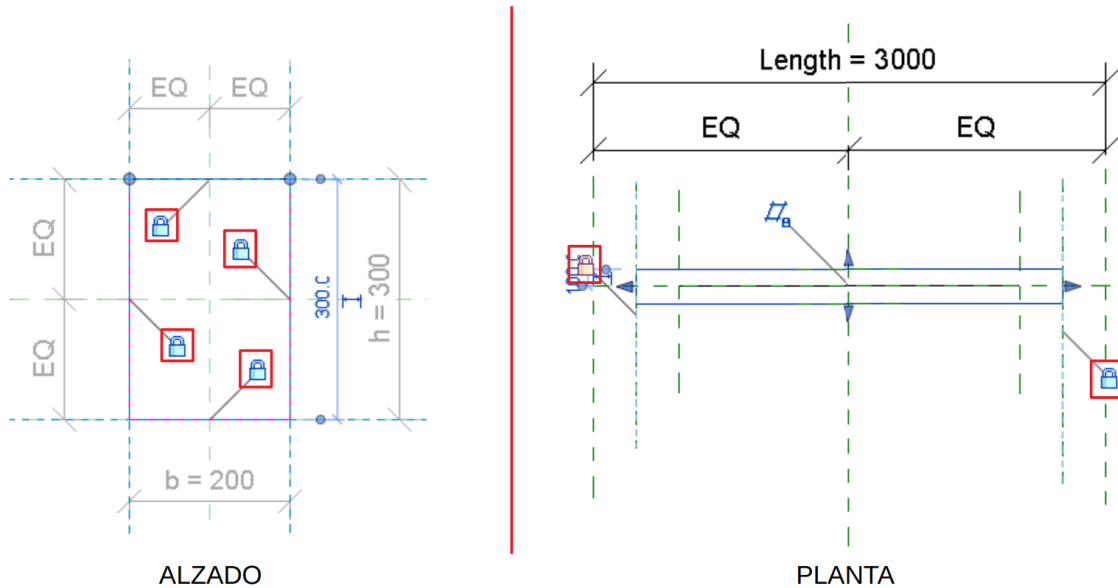 EQ EQ
EQ
EQ
300.0
h = 300
b = 200
ALZADO
Length = 3000
EQ EQ
PLANTA